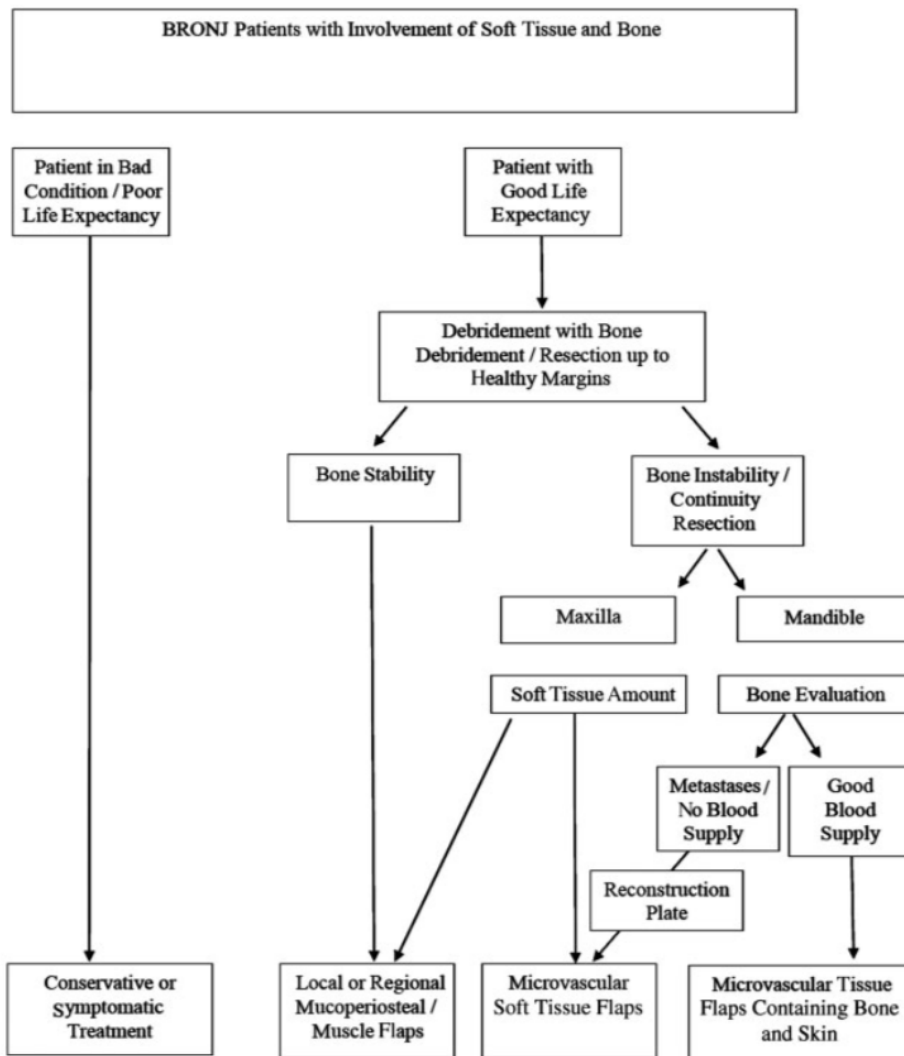 BRONJ Patients with Involvement of Soft Tissue and Bone
Patient in Bad
Condition / Poor
Life Expectancy
Patient with
Good Life
Expectancy
Debridement with Bone
Debridement / Resection up to
Healthy Margins
Bone Stability
Bone Instability /
Continuity
Resection
Maxilla
Mandible
Soft Tissue Amount
Bone Evaluation
Metastases /
No Blood
Supply
Good
Blood
Supply
Reconstruction
Plate
Conservative or
Symptomatic
Treatment
Local or Regional
Mucoperiosteal /
Muscle Flaps
Microvascular
Soft Tissue Flaps
Microvascular Tissue
Flaps Containing Bone
and Skin